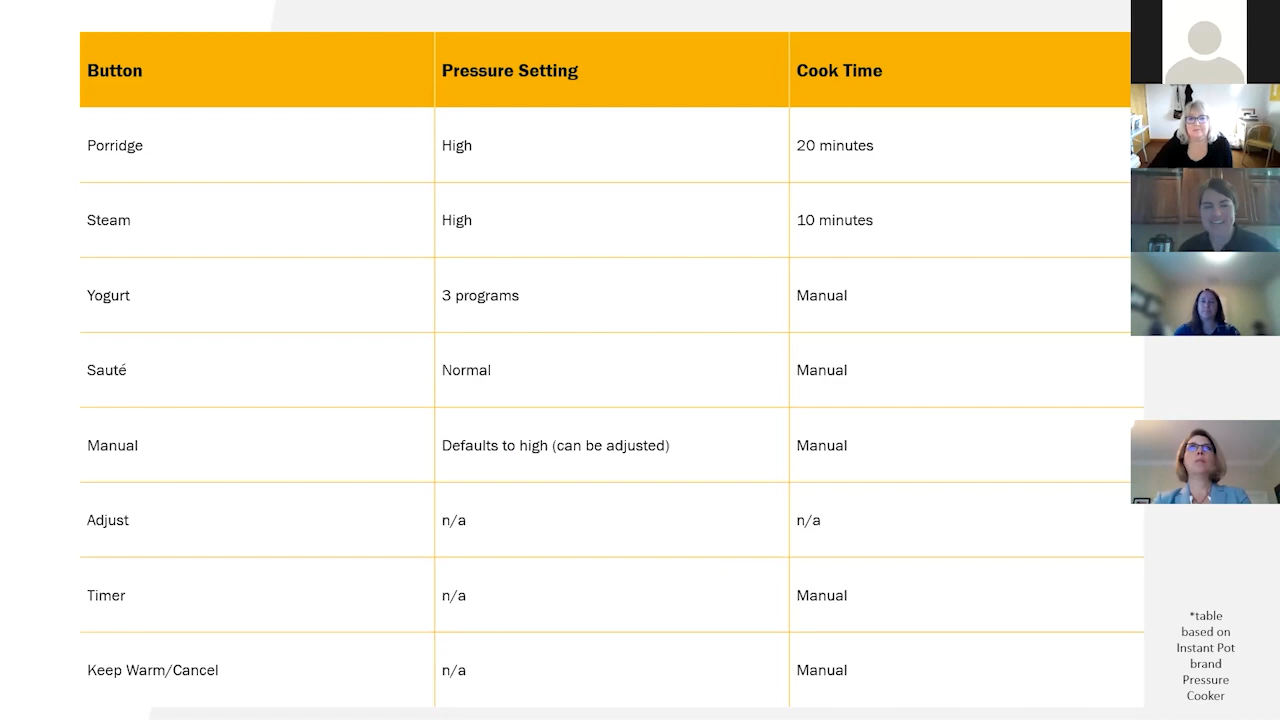 Button Pressure Setting Cook Time
Porridge High 20 minutes
Steam High 10 minutes
Yogurt 3 programs Manual
Sauté Normal Manual
Manual Defaults to high (can be adjusted) Manual
Adjust n/a n/a
Timer n/a Manual
Keep Warm/Cancel n/a Manual
*table
based on
Instant Pot
brand
Pressure
Cooker